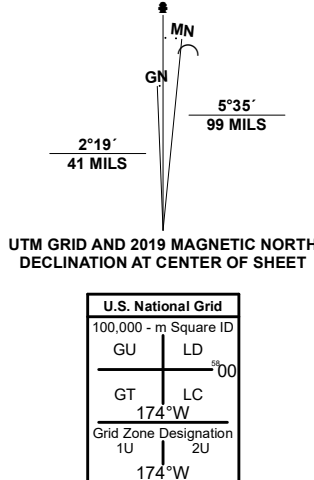 MN
GN
5°35´
99 MILS
2°19´
41 MILS
UTM GRID AND 2019 MAGNETIC NORTH
DECLINATION AT CENTER OF SHEET
U.S. National Grid
100,000 - m Square ID
GU LD
5800
GT LC
174°W
Grid Zone Designation
1U 2U
174°W